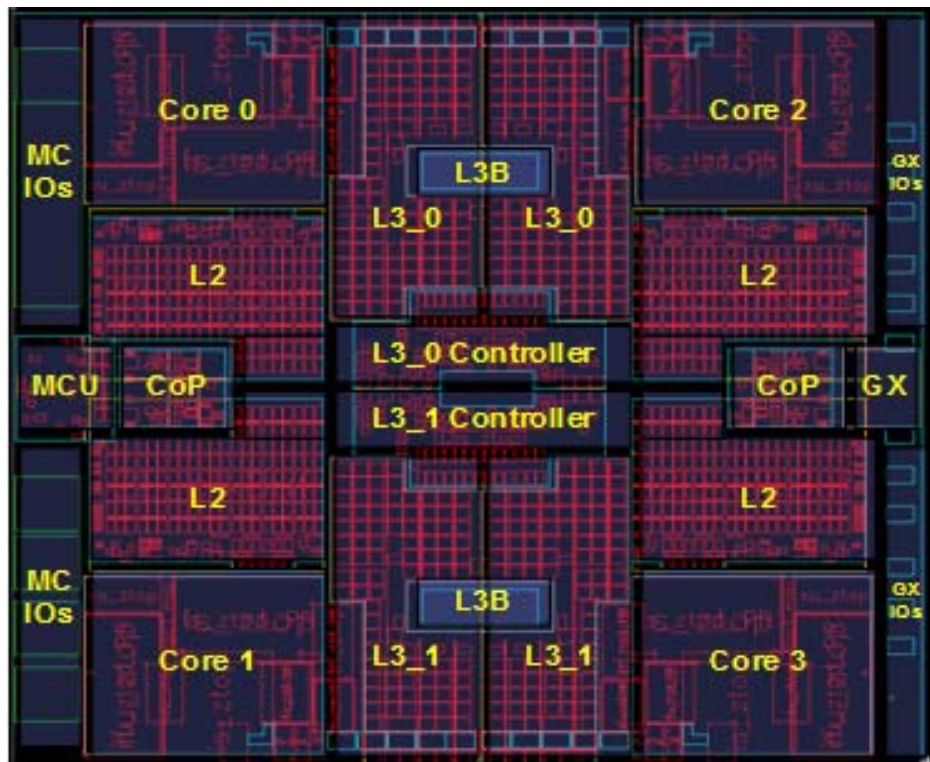 Core 0
Core 2
MC
IOs
L3B
GX
IOs
L3_0
L3_0
L2
L2
L3_0 Controller
MCU
CoP
CoP
GX
L3_1 Controller
L2
L2
MC
IOs
L3B
GX
IOs
Core 1
L3_1
L3_1
Core 3